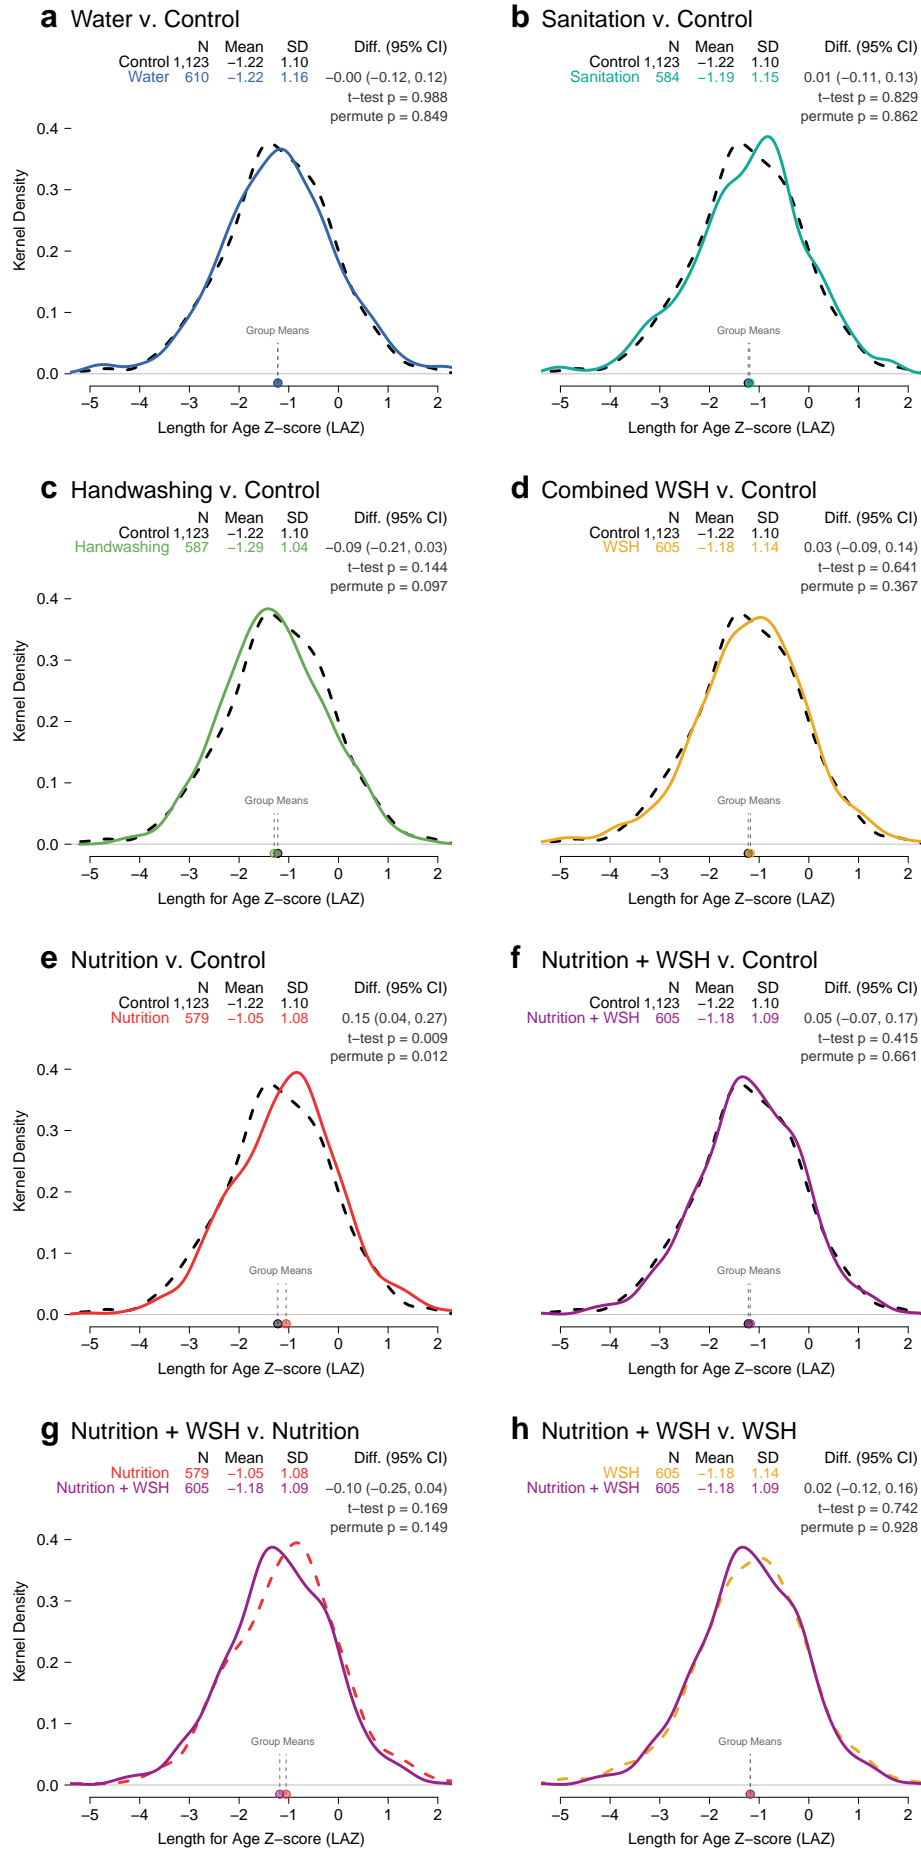 a Water v. Control
N Mean SD Diff. (95% CI)
Control 1,123 −1.22 1.10
Water 610 −1.22 1.16 −0.00 (−0.12, 0.12)
t−test p = 0.988
permute p = 0.849
Kernel Density
0.4
0.3
0.2
0.1
0.0
Group Means
−5 −4 −3 −2 −1 0 1 2
Length for Age Z−score (LAZ)
b Sanitation v. Control
N Mean SD Diff. (95% CI)
Control 1,123 −1.22 1.10
Sanitation 584 −1.19 1.15 0.01 (−0.11, 0.13)
t−test p = 0.829
permute p = 0.862
Group Means
−5 −4 −3 −2 −1 0 1 2
Length for Age Z−score (LAZ)
c Handwashing v. Control
N Mean SD Diff. (95% CI)
Control 1,123 −1.22 1.10
Handwashing 587 −1.29 1.04 −0.09 (−0.21, 0.03)
t−test p = 0.144
permute p = 0.097
Kernel Density
0.4
0.3
0.2
0.1
0.0
Group Means
−5 −4 −3 −2 −1 0 1 2
Length for Age Z−score (LAZ)
d Combined WSH v. Control
N Mean SD Diff. (95% CI)
Control 1,123 −1.22 1.10
WSH 605 −1.18 1.14 0.03 (−0.09, 0.14)
t−test p = 0.641
permute p = 0.367
Group Means
−5 −4 −3 −2 −1 0 1 2
Length for Age Z−score (LAZ)
e Nutrition v. Control
N Mean SD Diff. (95% CI)
Control 1,123 −1.22 1.10
Nutrition 579 −1.05 1.08 0.15 (0.04, 0.27)
t−test p = 0.009
permute p = 0.012
Kernel Density
0.4
0.3
0.2
0.1
0.0
Group Means
−5 −4 −3 −2 −1 0 1 2
Length for Age Z−score (LAZ)
f Nutrition + WSH v. Control
N Mean SD Diff. (95% CI)
Control 1,123 −1.22 1.10
Nutrition + WSH 605 −1.18 1.09 0.05 (−0.07, 0.17)
t−test p = 0.415
permute p = 0.661
Group Means
−5 −4 −3 −2 −1 0 1 2
Length for Age Z−score (LAZ)
g Nutrition + WSH v. Nutrition
N Mean SD Diff. (95% CI)
Nutrition 579 −1.05 1.08
Nutrition + WSH 605 −1.18 1.09 −0.10 (−0.25, 0.04)
t−test p = 0.169
permute p = 0.149
Kernel Density
0.4
0.3
0.2
0.1
0.0
Group Means
−5 −4 −3 −2 −1 0 1 2
Length for Age Z−score (LAZ)
h Nutrition + WSH v. WSH
N Mean SD Diff. (95% CI)
WSH 605 −1.18 1.14
Nutrition + WSH 605 −1.18 1.09 0.02 (−0.12, 0.16)
t−test p = 0.742
permute p = 0.928
Group Means
−5 −4 −3 −2 −1 0 1 2
Length for Age Z−score (LAZ)